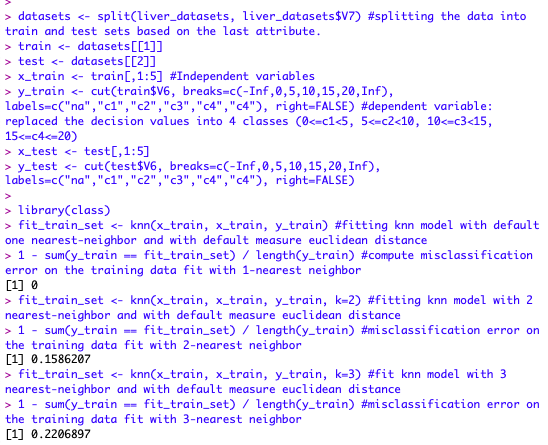 >
> datasets <- split(liver_datasets, liver_datasets$V7) #splitting the data into
train and test sets based on the last attribute.
> train <- datasets[[1]]
> test <- datasets[[2]]
> x_train <- train[,1:5] #Independent variables
> y_train <- cut(train$V6, breaks=c(-Inf,0,5,10,15,20,Inf),
labels=c("na","c1","c2","c3","c4","c4"), right=FALSE) #dependent variable:
replaced the decision values into 4 classes (0<=c1<5, 5<=c2<10, 10<=c3<15,
15<=c4<=20)
> x_test <- test[,1:5]
> y_test <- cut(test$V6, breaks=c(-Inf,0,5,10,15,20,Inf),
labels=c("na","c1","c2","c3","c4","c4"), right=FALSE)
>
> library(class)
> fit_train_set <- knn(x_train, x_train, y_train) #fitting knn model with default
one nearest-neighbor and with default measure euclidean distance
> 1 - sum(y_train == fit_train_set) / length(y_train) #compute misclassification
error on the training data fit with 1-nearest neighbor
[1] 0
> fit_train_set <- knn(x_train, x_train, y_train, k=2) #fitting knn model with 2
nearest-neighbor and with default measure euclidean distance
> 1 - sum(y_train == fit_train_set) / length(y_train) #misclassification error on
the training data fit with 2-nearest neighbor
[1] 0.1586207
> fit_train_set <- knn(x_train, x_train, y_train, k=3) #fit knn model with 3
nearest-neighbor and with default measure euclidean distance
> 1 - sum(y_train == fit_train_set) / length(y_train) #misclassification error on
the training data fit with 3-nearest neighbor
[1] 0.2206897